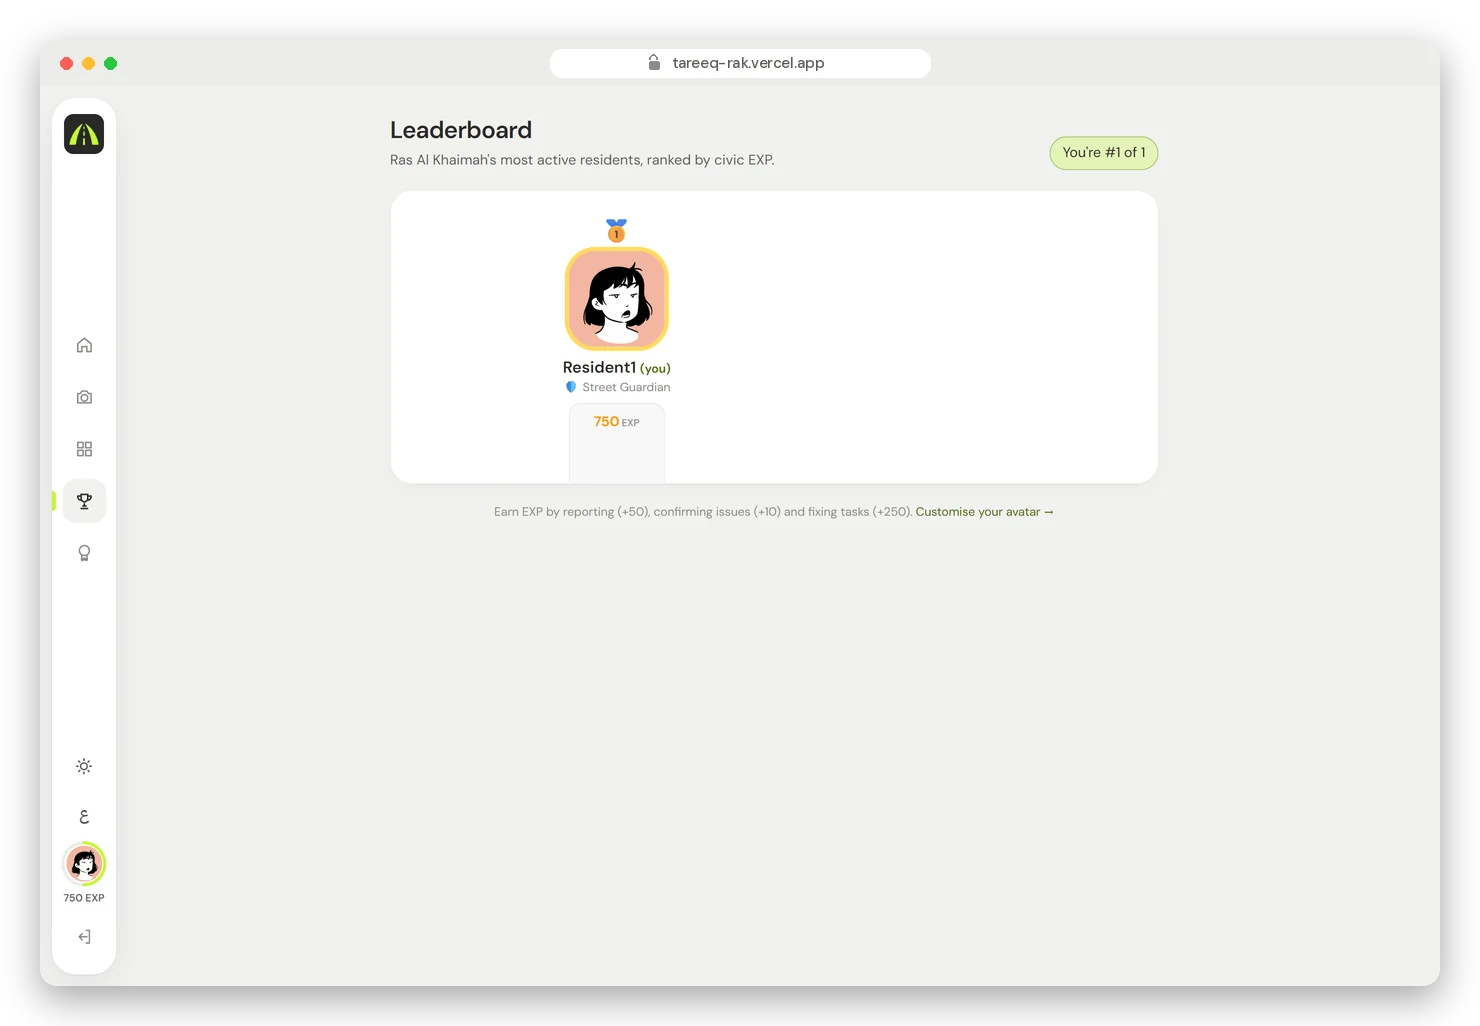 tareeq-rak.vercel.app
Leaderboard
Ras Al Khaimah's most active residents, ranked by civic EXP.
You're #1 of 1
1
Resident1 (you)
Street Guardian
750 EXP
Earn EXP by reporting (+50), confirming issues (+10) and fixing tasks (+250). Customise your avatar →
ع
750 EXP